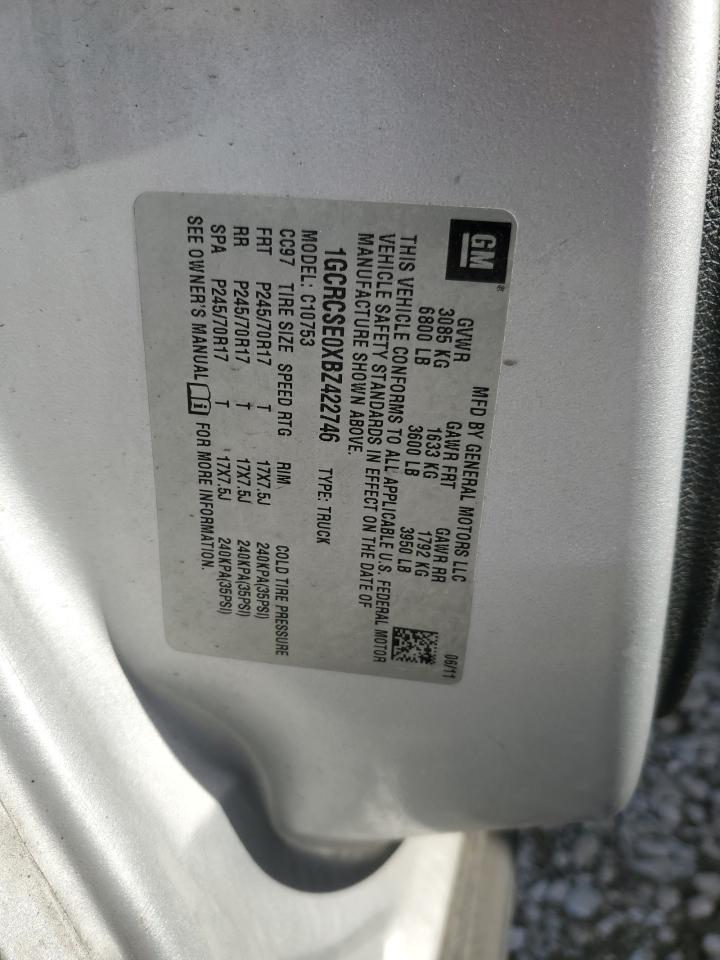 GM®
MFD BY GENERAL MOTORS LLC 06/11
GVWR GAWR FRT GAWR RR
3085 KG 1633 KG 1792 KG
6800 LB 3600 LB 3950 LB
THIS VEHICLE CONFORMS TO ALL APPLICABLE U.S. FEDERAL MOTOR
VEHICLE SAFETY STANDARDS IN EFFECT ON THE DATE OF
MANUFACTURE SHOWN ABOVE.
1GCRCSE0XBZ422746 TYPE: TRUCK
MODEL: C10753
CC97 TIRE SIZE SPEED RTG RIM COLD TIRE PRESSURE
FRT P245/70R17 T 17X7.5J 240KPA(35PSI)
RR P245/70R17 T 17X7.5J 240KPA(35PSI)
SPA P245/70R17 T 17X7.5J 240KPA(35PSI)
SEE OWNER'S MANUAL i FOR MORE INFORMATION.